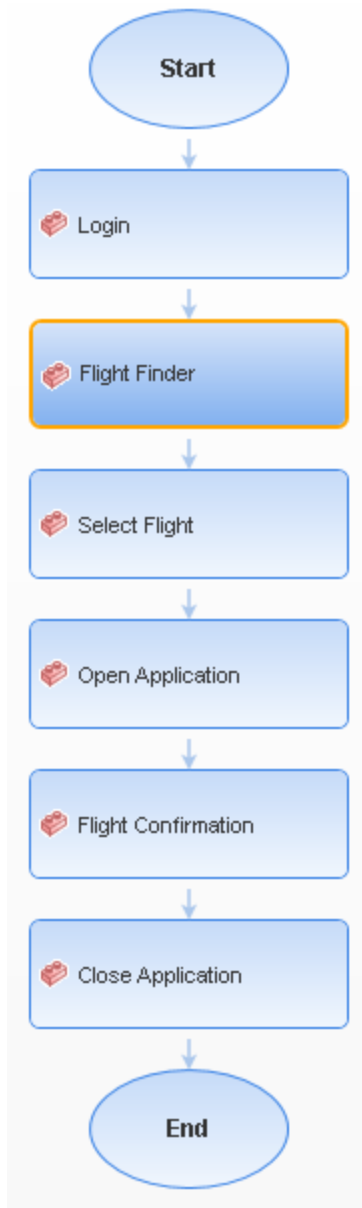 Start
Login
Flight Finder
Select Flight
Open Application
Flight Confirmation
Close Application
End